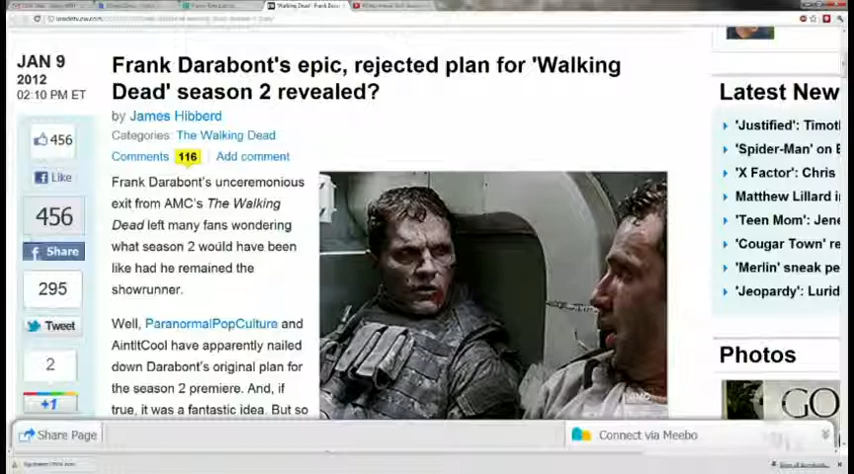 JAN 9
2012
02:10 PM ET
Frank Darabont's epic, rejected plan for 'Walking
Dead' season 2 revealed?
by James Hibberd
Categories: The Walking Dead
Comments 116 Add comment
456
Like
456
Share
295
Tweet
2
+1
Frank Darabont's unceremonious
exit from AMC's The Walking
Dead left many fans wondering
what season 2 would have been
like had he remained the
showrunner.
Well, ParanormalPopCulture and
AintitCool have apparently nailed
down Darabont's original plan for
the season 2 premiere. And, if
true, it was a fantastic idea. But so
Latest New
'Justified': Timot
'Spider-Man' on B
'X Factor': Chris
Matthew Lillard i
'Teen Mom': Jene
'Cougar Town' re
'Merlin' sneak pe
'Jeopardy': Lurid
Photos
GO
Share Page
Connect via Meebo